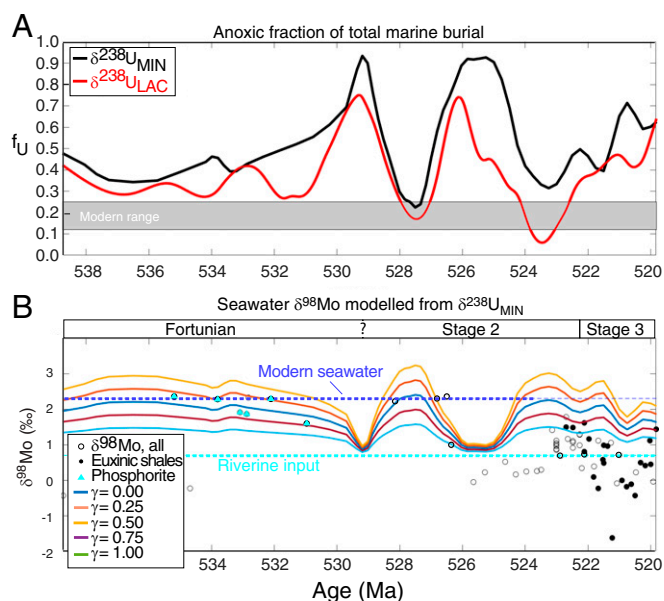 A
Anoxic fraction of total marine burial
1.0
0.9
0.8
0.7
0.6
0.5
0.4
0.3
0.2
0.1
0.0
fU
δ²³⁸UMIN
δ²³⁸ULAC
Modern range
538 536 534 532 530 528 526 524 522 520
B
Seawater δ⁹⁸Mo modelled from δ²³⁸UMIN
Fortunian ? Stage 2 Stage 3
3
2
1
0
-1
-2
δ⁹⁸Mo (‰)
Modern seawater
Riverine input
δ⁹⁸Mo, all
Euxinic shales
Phosphorite
γ = 0.00
γ = 0.25
γ = 0.50
γ = 0.75
γ = 1.00
534 532 530 528 526 524 522 520
Age (Ma)